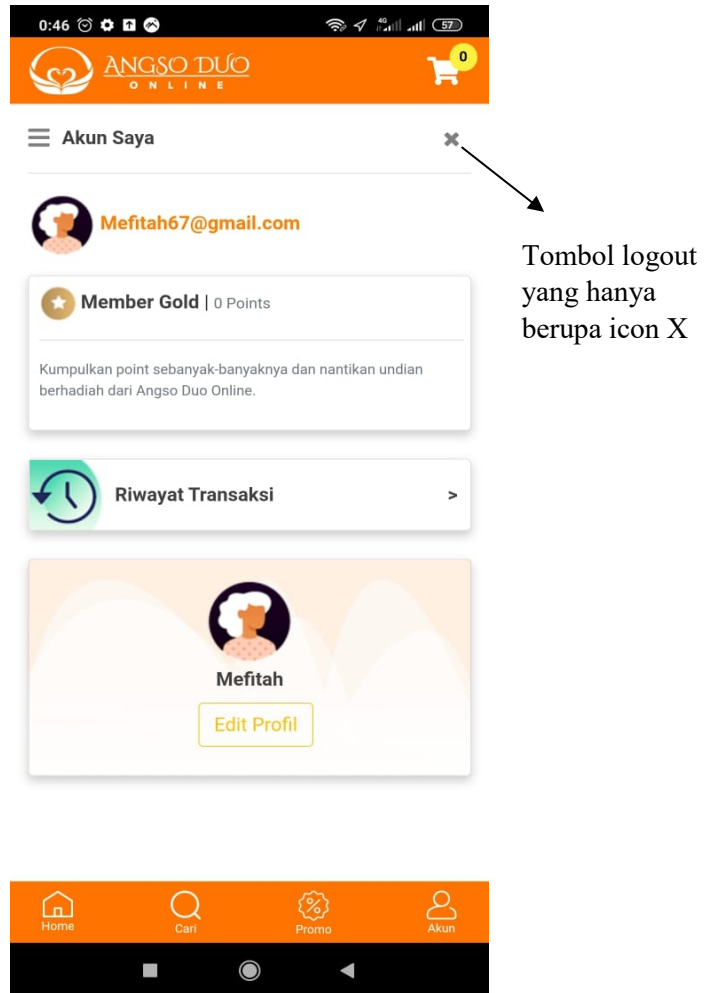 0:46
4G
57
ANGSO DUO
ONLINE
0
Akun Saya
Mefitah67@gmail.com
Member Gold | 0 Points
Kumpulkan point sebanyak-banyaknya dan nantikan undian
berhadiah dari Angso Duo Online.
Riwayat Transaksi >
Mefitah
Edit Profil
Home Cari Promo Akun
Tombol logout
yang hanya
berupa icon X